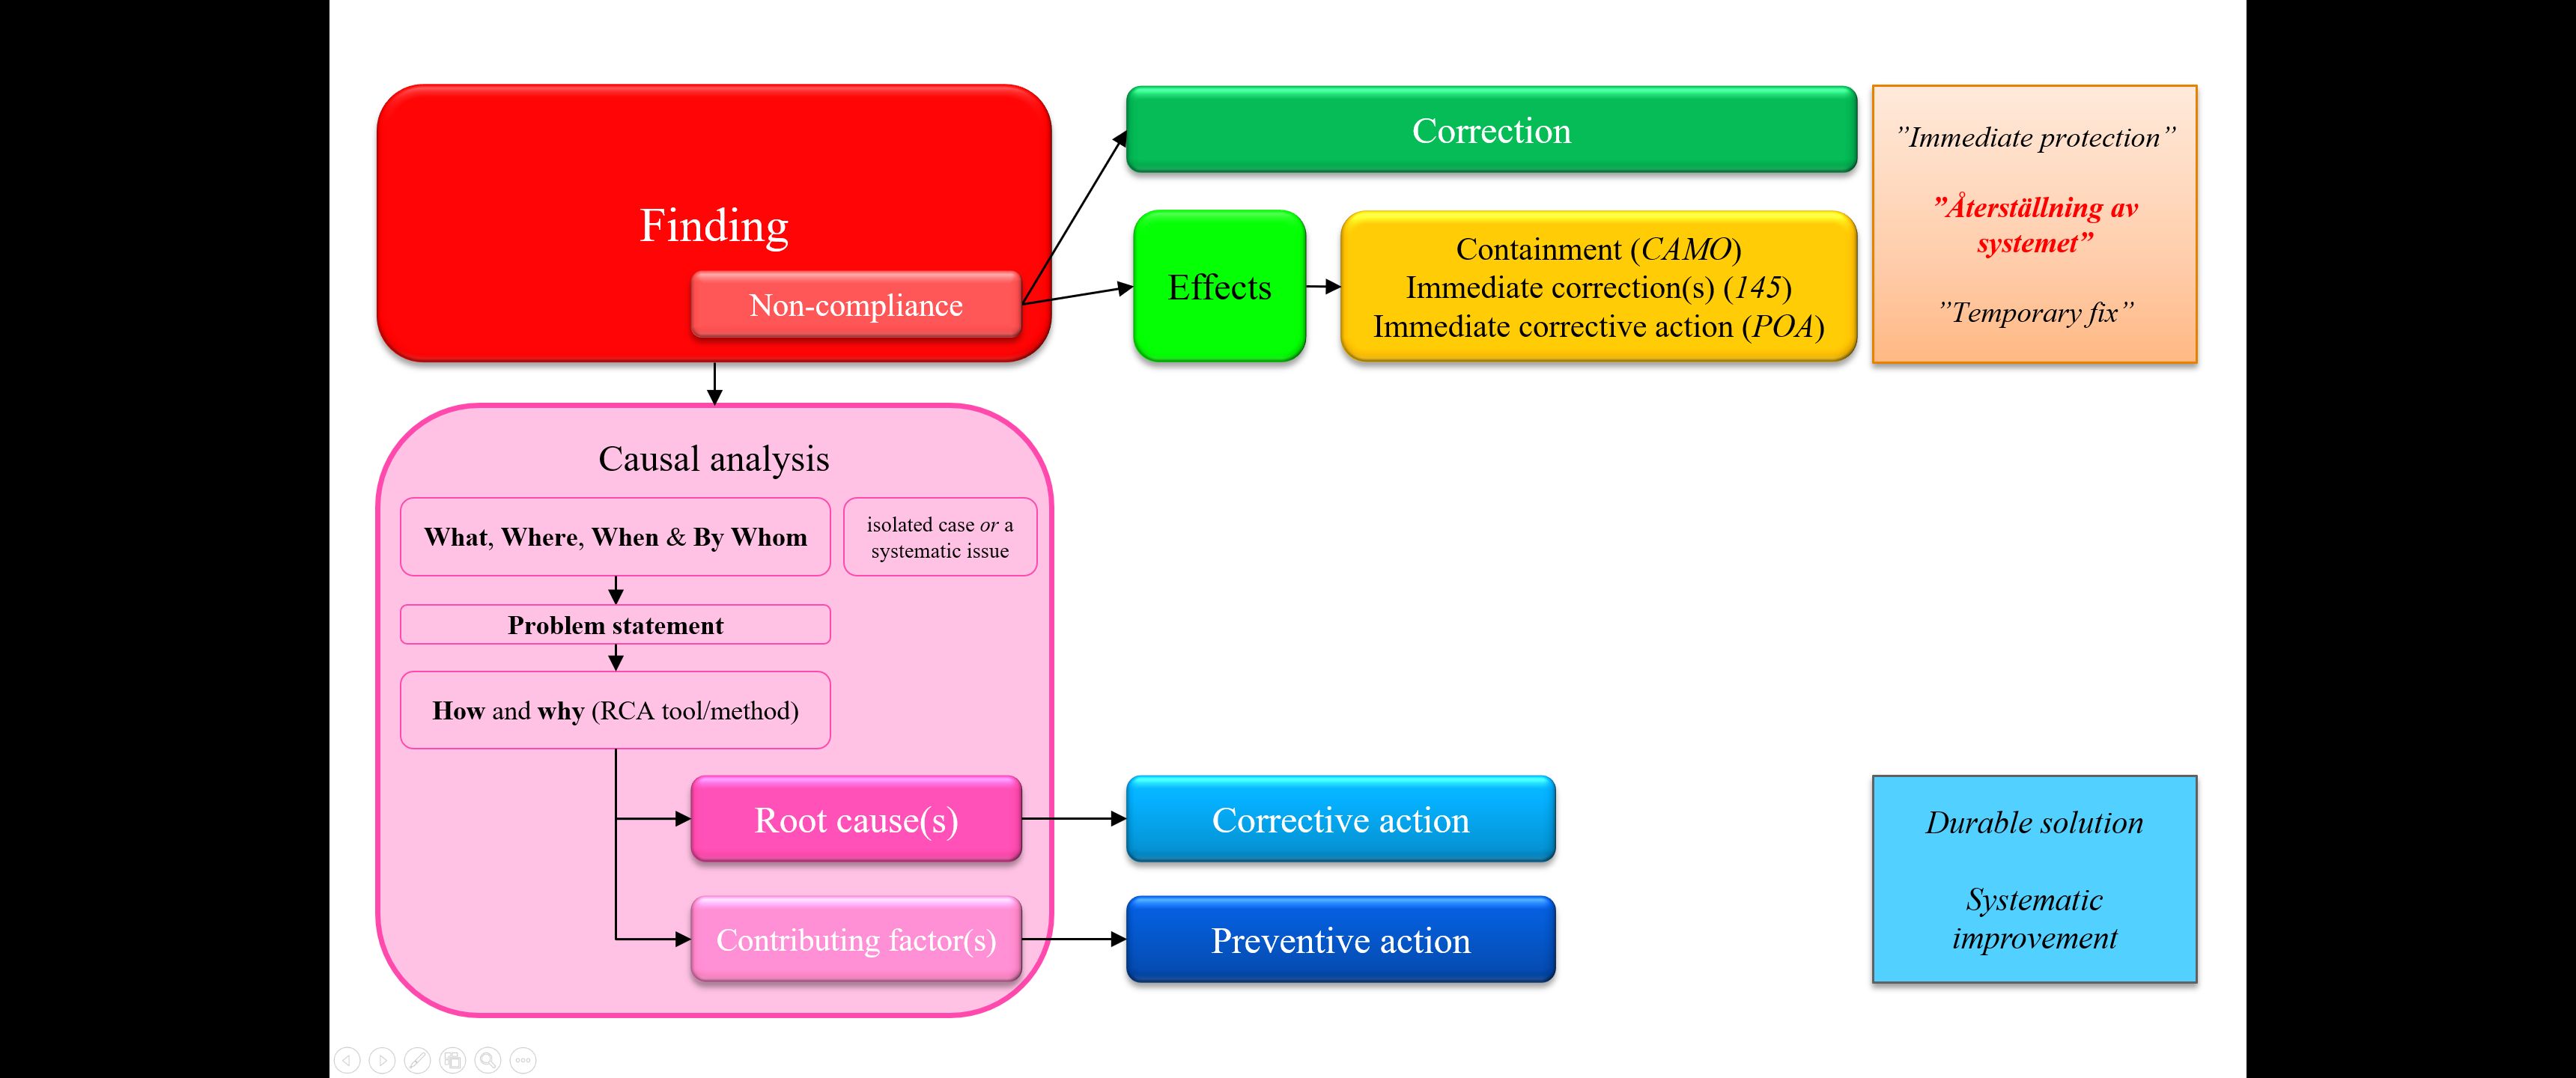 Finding
Non-compliance
Correction
Effects
Containment (CAMO)
Immediate correction(s) (145)
Immediate corrective action (POA)
”Immediate protection”
”Återställning av
systemet”
”Temporary fix”
Causal analysis
What, Where, When & By Whom
isolated case or a
systematic issue
Problem statement
How and why (RCA tool/method)
Root cause(s)
Contributing factor(s)
Corrective action
Preventive action
Durable solution
Systematic
improvement